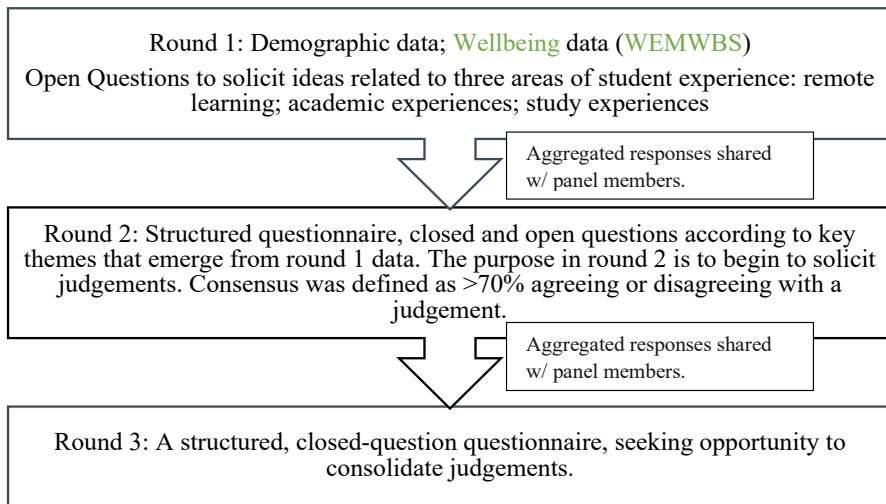 Round 1: Demographic data; Wellbeing data (WEMWBS)
Open Questions to solicit ideas related to three areas of student experience: remote
learning; academic experiences; study experiences
Aggregated responses shared
w/ panel members.
Round 2: Structured questionnaire, closed and open questions according to key
themes that emerge from round 1 data. The purpose in round 2 is to begin to solicit
judgements. Consensus was defined as >70% agreeing or disagreeing with a
judgement.
Aggregated responses shared
w/ panel members.
Round 3: A structured, closed-question questionnaire, seeking opportunity to
consolidate judgements.